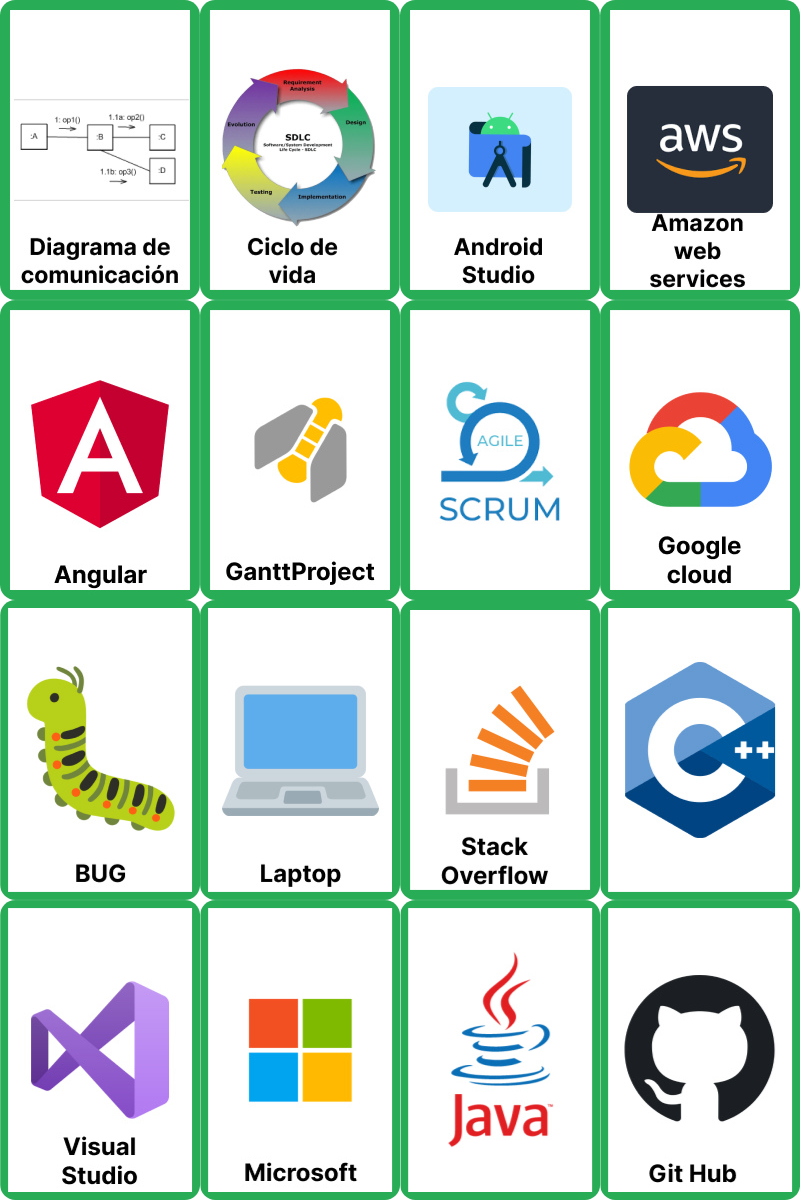 1: op1()
1.1a: op2()
:A
:B
:C
:D
1.1b: op3()
Diagrama de
comunicación
Requirement
Analysis
Design
Implementation
Testing
Evolution
SDLC
Software/System Development
Life Cycle - SDLC
Ciclo de
vida
Android
Studio
aws
Amazon
web
services
A
Angular
GanttProject
AGILE
SCRUM
Google
cloud
BUG
Laptop
Stack
Overflow
C++
Visual
Studio
Microsoft
Java™
Git Hub